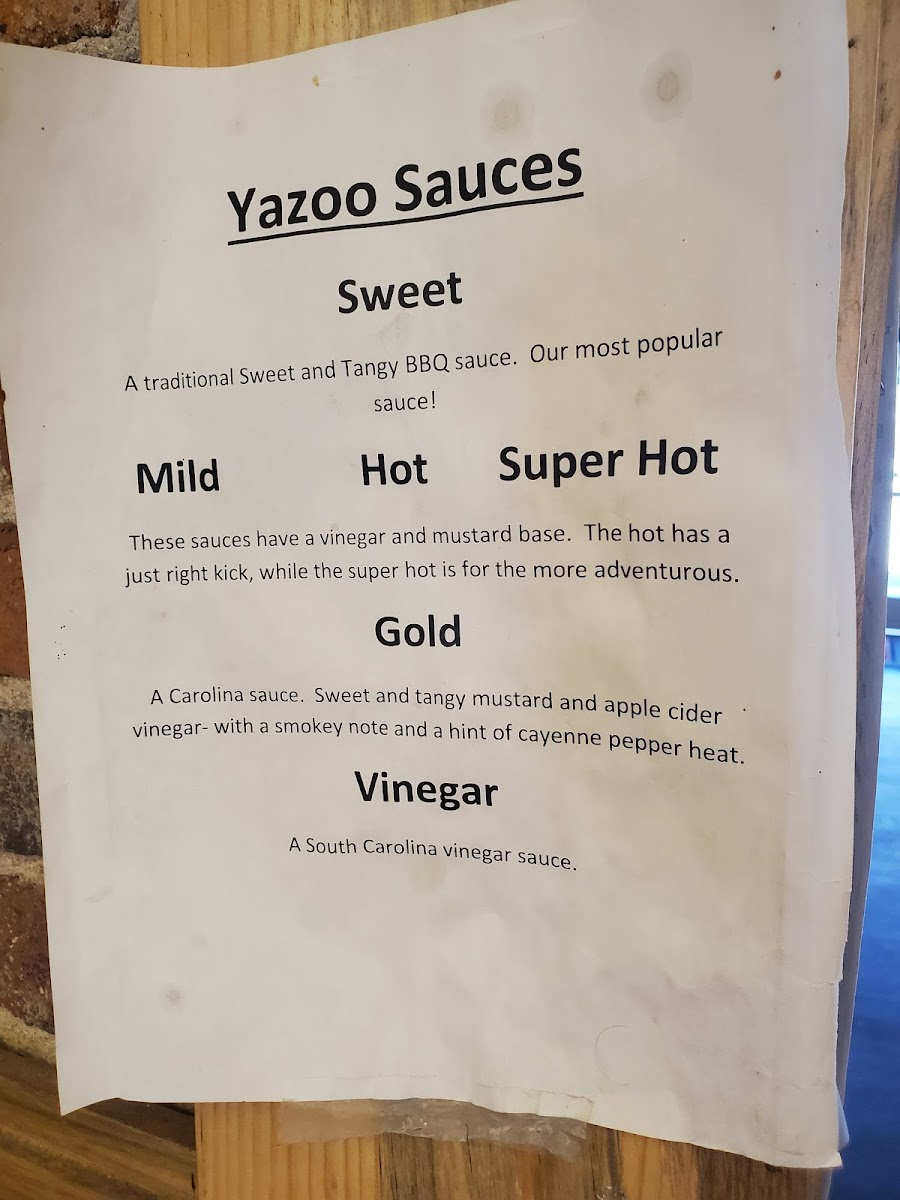 Yazoo Sauces
Sweet
A traditional Sweet and Tangy BBQ sauce. Our most popular
sauce!
Mild Hot Super Hot
These sauces have a vinegar and mustard base. The hot has a
just right kick, while the super hot is for the more adventurous.
Gold
A Carolina sauce. Sweet and tangy mustard and apple cider
vinegar- with a smokey note and a hint of cayenne pepper heat.
Vinegar
A South Carolina vinegar sauce.